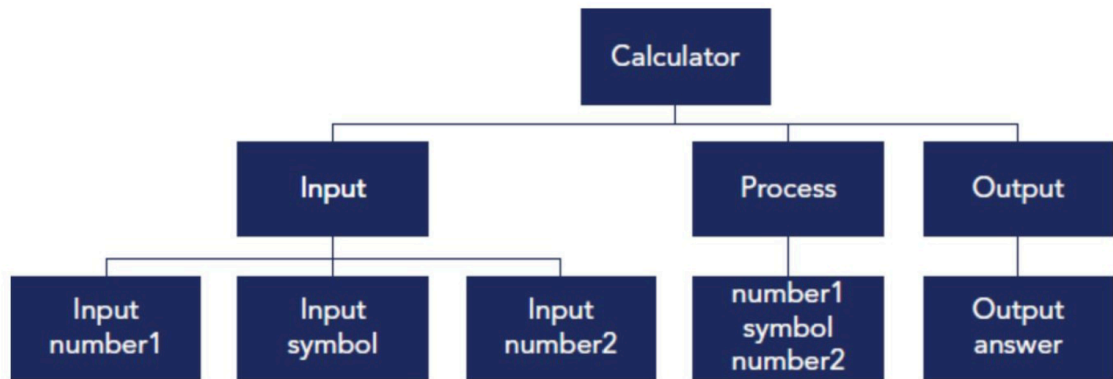 Calculator
Input
Process
Output
Input
number1
Input
symbol
Input
number2
number1
symbol
number2
Output
answer